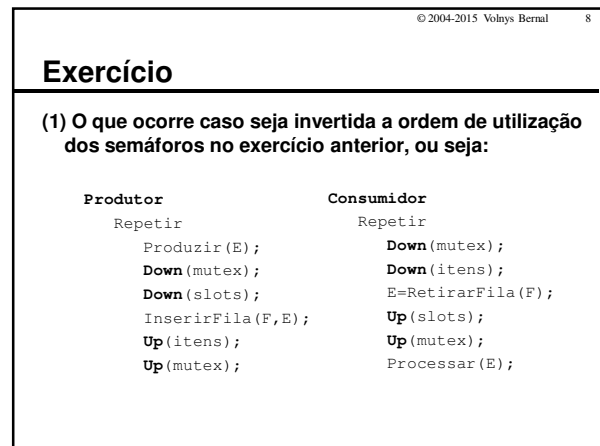 © 2004-2015 Volnys Bernal 8
Exercício
(1) O que ocorre caso seja invertida a ordem de utilização
dos semáforos no exercício anterior, ou seja:
Produtor
Repetir
Produzir(E);
Down(mutex);
Down(slots);
InserirFila(F,E);
Up(itens);
Up(mutex);
Consumidor
Repetir
Down(mutex);
Down(itens);
E=RetirarFila(F);
Up(slots);
Up(mutex);
Processar(E);